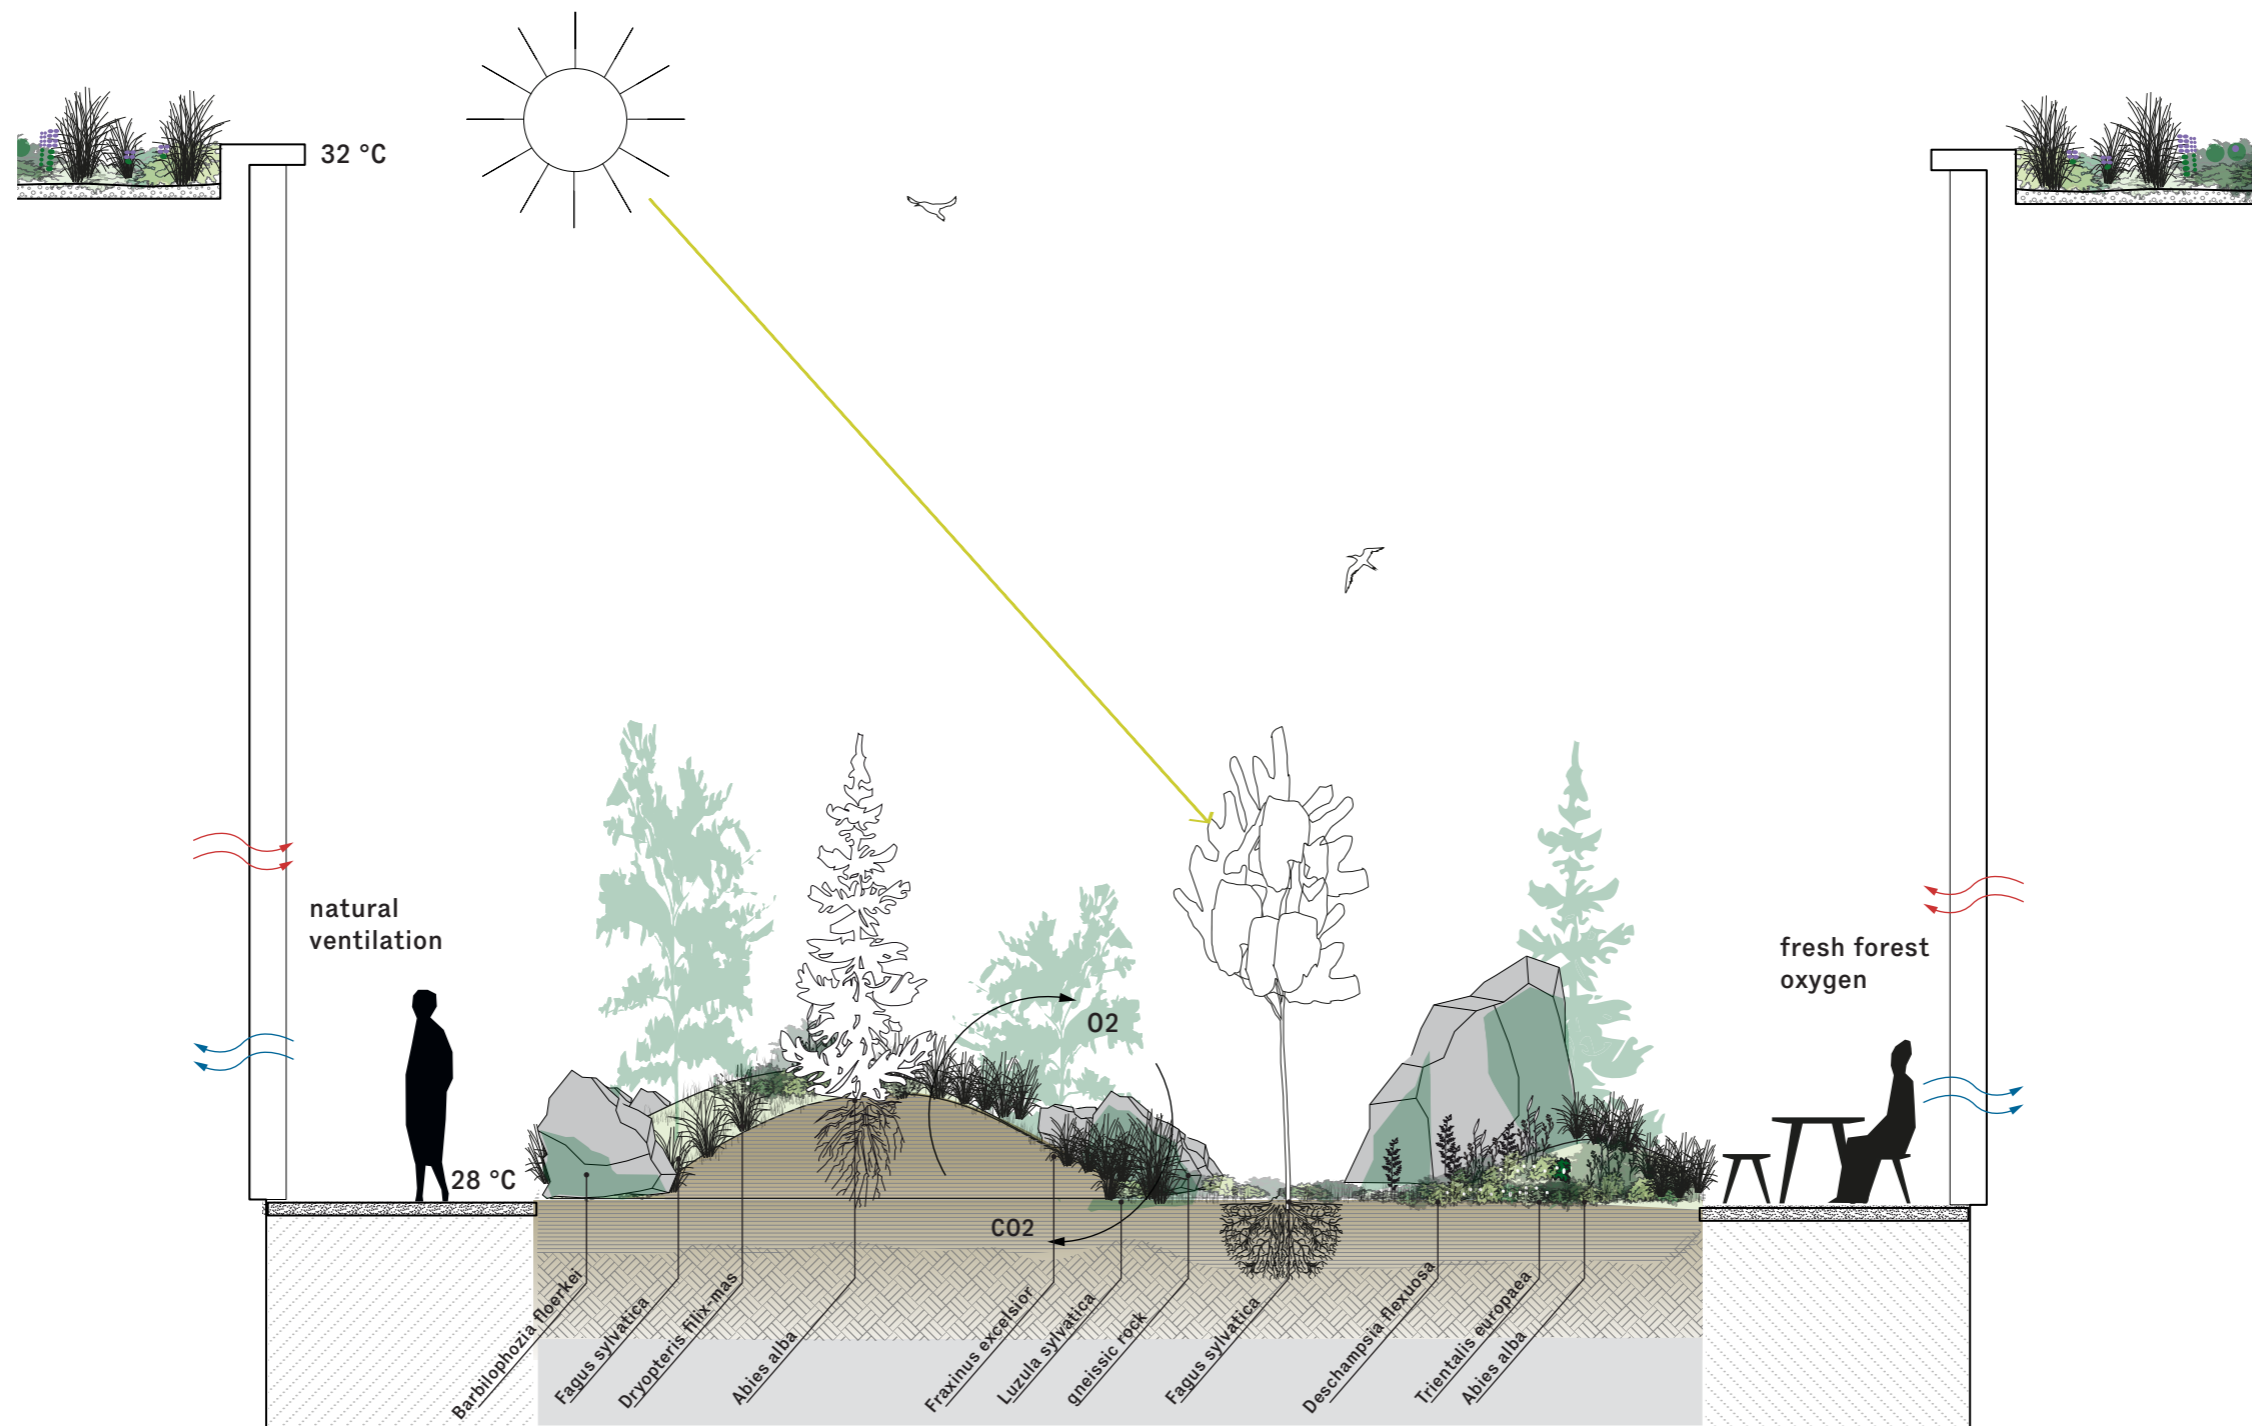 32 °C
natural
ventilation
fresh forest
oxygen
O2
28 °C
CO2
Barbilophozia floerkei
Fagus sylvatica
Dryopteris filix-mas
Abies alba
Fraxinus excelsior
Luzula sylvatica
gneissic rock
Fagus sylvatica
Deschampsia flexuosa
Trientalis europaea
Abies alba